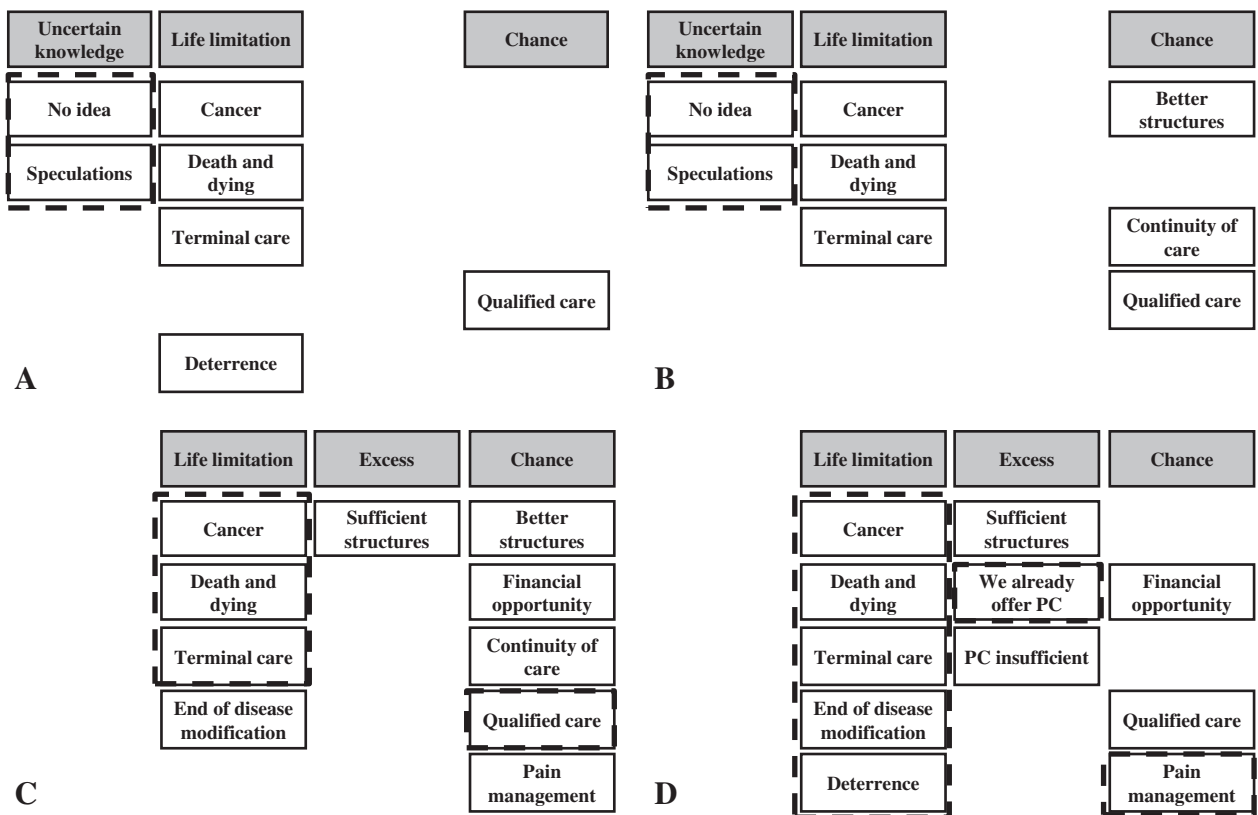 Uncertain
knowledge
Life limitation
Chance
No idea
Cancer
Speculations
Death and
dying
Terminal care
Qualified care
Deterrence
A
Uncertain
knowledge
Life limitation
Chance
No idea
Cancer
Better
structures
Speculations
Death and
dying
Terminal care
Continuity of
care
Qualified care
B
Life limitation
Excess
Chance
Cancer
Sufficient
structures
Better
structures
Death and
dying
Financial
opportunity
Terminal care
Continuity of
care
End of disease
modification
Qualified care
Pain
management
C
Life limitation
Excess
Chance
Cancer
Sufficient
structures
Death and
dying
We already
offer PC
Financial
opportunity
Terminal care
PC insufficient
End of disease
modification
Qualified care
Deterrence
Pain
management
D